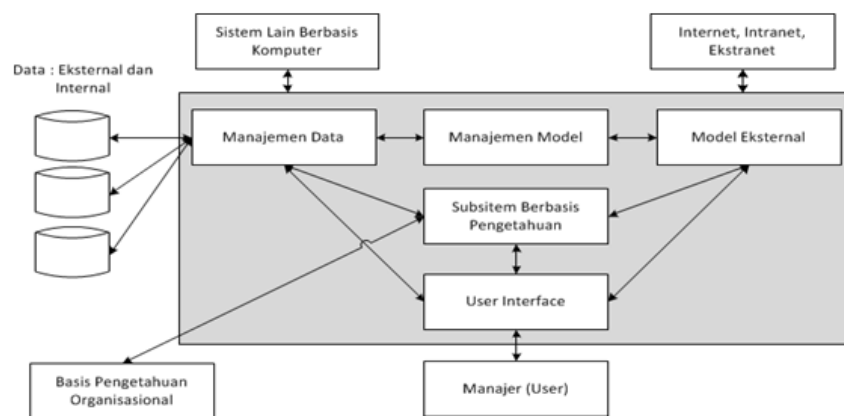 Sistem Lain Berbasis
Komputer
Internet, Intranet,
Ekstranet
Data : Eksternal dan
Internal
Manajemen Data
Manajemen Model
Model Eksternal
Subsitem Berbasis
Pengetahuan
User Interface
Basis Pengetahuan
Organisasional
Manajer (User)